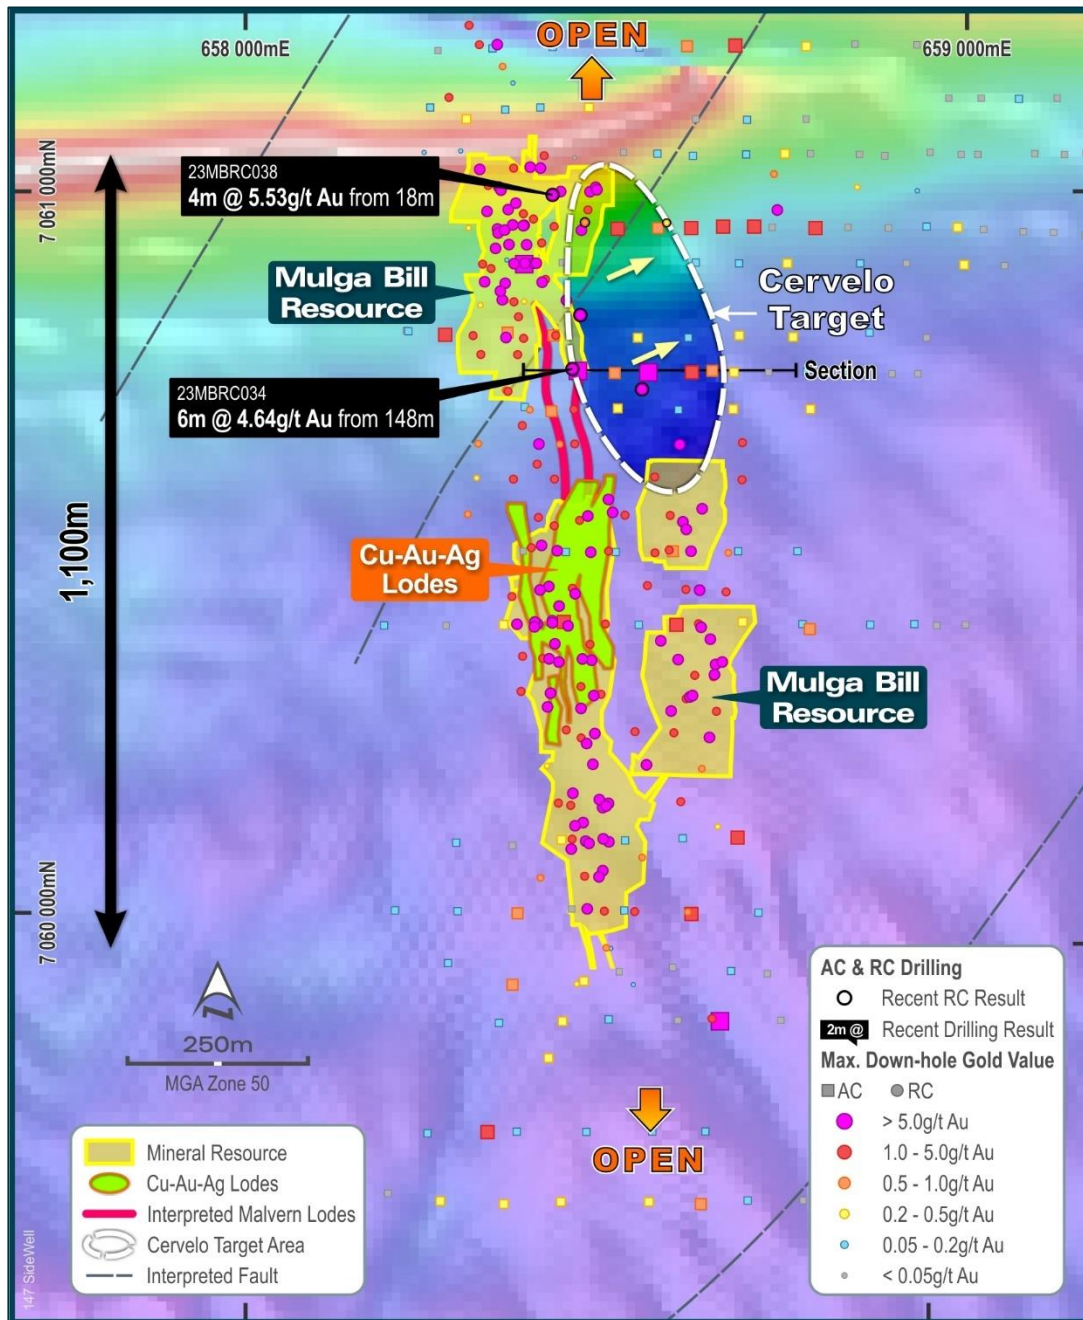 658 000mE
OPEN
659 000mE
7 061 000mN
23MBRC038
4m @ 5.53g/t Au from 18m
Mulga Bill
Resource
Cervelo
Target
Section
23MBRC034
6m @ 4.64g/t Au from 148m
1,100m
Cu-Au-Ag
Lodes
Mulga Bill
Resource
7 060 000mN
N
250m
MGA Zone 50
OPEN
Mineral Resource
Cu-Au-Ag Lodes
Interpreted Malvern Lodes
Cervelo Target Area
Interpreted Fault
AC & RC Drilling
Recent RC Result
2m @ Recent Drilling Result
Max. Down-hole Gold Value
AC RC
> 5.0g/t Au
1.0 - 5.0g/t Au
0.5 - 1.0g/t Au
0.2 - 0.5g/t Au
0.05 - 0.2g/t Au
< 0.05g/t Au
147 SideWell